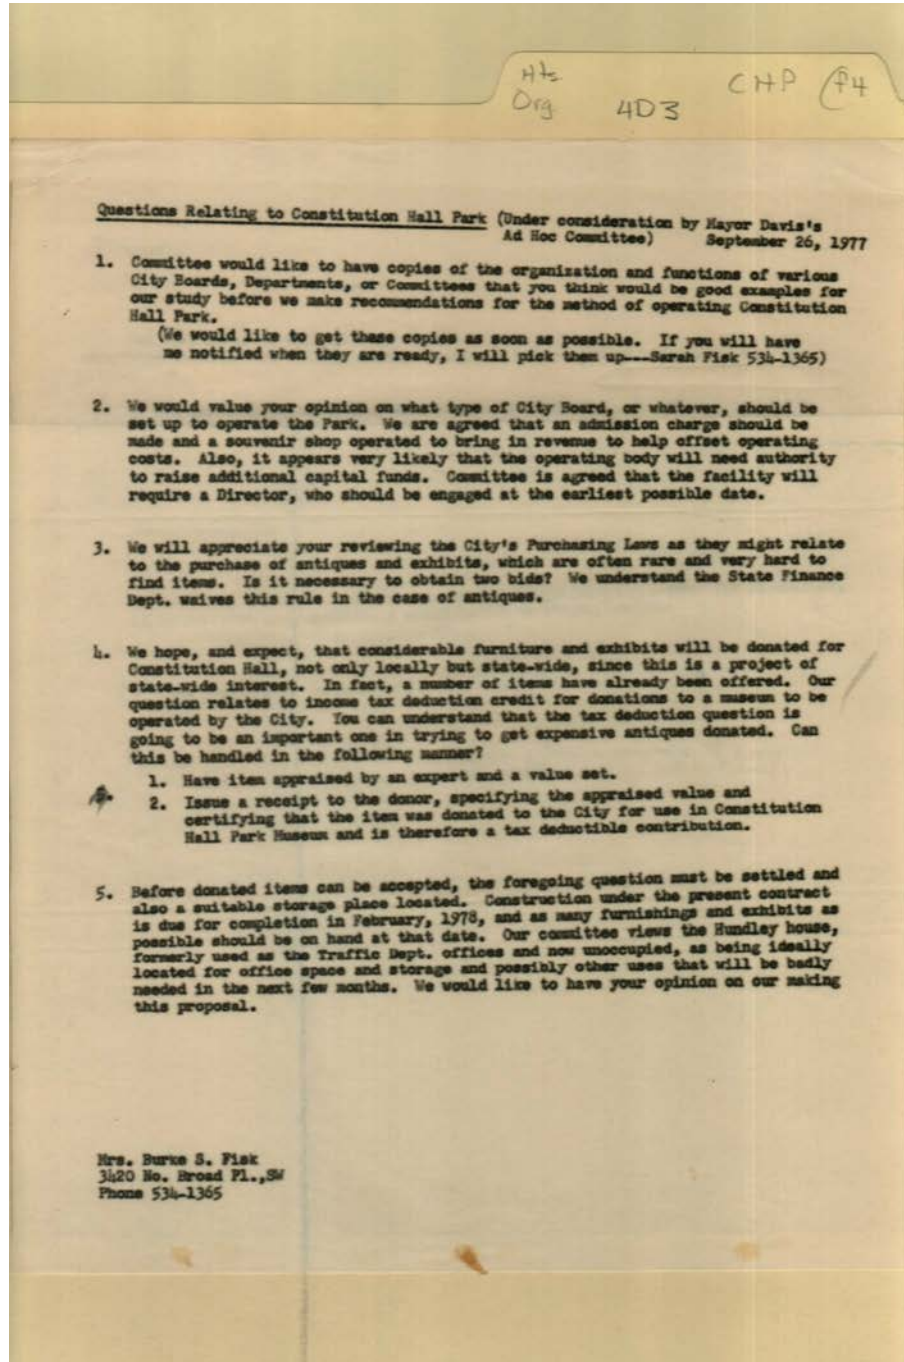 Hts
Org 4D3 CHP F4
Questions Relating to Constitution Hall Park (Under consideration by Mayor Davis's
Ad Hoc Committee) September 26, 1977
1. Committee would like to have copies of the organization and functions of various
City Boards, Departments, or Committees that you think would be good examples for
our study before we make recommendations for the method of operating Constitution
Hall Park.
(We would like to get these copies as soon as possible. If you will have
me notified when they are ready, I will pick them up---Sarah Fisk 534-1365)
2. We would value your opinion on what type of City Board, or whatever, should be
set up to operate the Park. We are agreed that an admission charge should be
made and a souvenir shop operated to bring in revenue to help offset operating
costs. Also, it appears very likely that the operating body will need authority
to raise additional capital funds. Committee is agreed that the facility will
require a Director, who should be engaged at the earliest possible date.
3. We will appreciate your reviewing the City's Purchasing Laws as they might relate
to the purchase of antiques and exhibits, which are often rare and very hard to
find items. Is it necessary to obtain two bids? We understand the State Finance
Dept. waives this rule in the case of antiques.
4. We hope, and expect, that considerable furniture and exhibits will be donated for
Constitution Hall, not only locally but state-wide, since this is a project of
state-wide interest. In fact, a number of items have already been offered. Our
question relates to income tax deduction credit for donations to a museum to be
operated by the City. You can understand that the tax deduction question is
going to be an important one in trying to get expensive antiques donated. Can
this be handled in the following manner?
1. Have item appraised by an expert and a value set.
2. Issue a receipt to the donor, specifying the appraised value and
certifying that the item was donated to the City for use in Constitution
Hall Park Museum and is therefore a tax deductible contribution.
5. Before donated items can be accepted, the foregoing question must be settled and
also a suitable storage place located. Construction under the present contract
is due for completion in February, 1978, and as many furnishings and exhibits as
possible should be on hand at that date. Our committee views the Hundley house,
formerly used as the Traffic Dept. offices and now unoccupied, as being ideally
located for office space and storage and possibly other uses that will be badly
needed in the next few months. We would like to have your opinion on our making
this proposal.
Mrs. Burke S. Fisk
3420 No. Broad Pl.,SW
Phone 534-1365